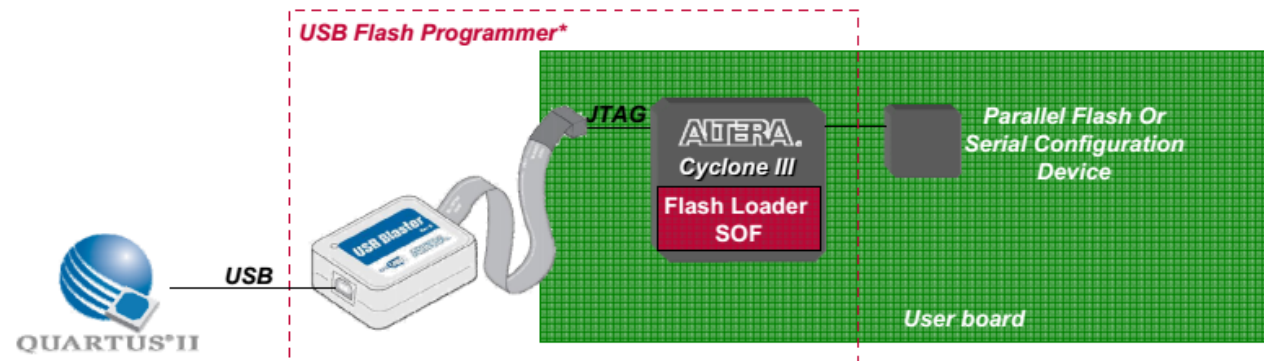 USB Flash Programmer*
JTAG
ALTERA.
Cyclone III
Flash Loader
SOF
Parallel Flash Or
Serial Configuration
Device
USB Blaster
USB
User board
QUARTUS®II